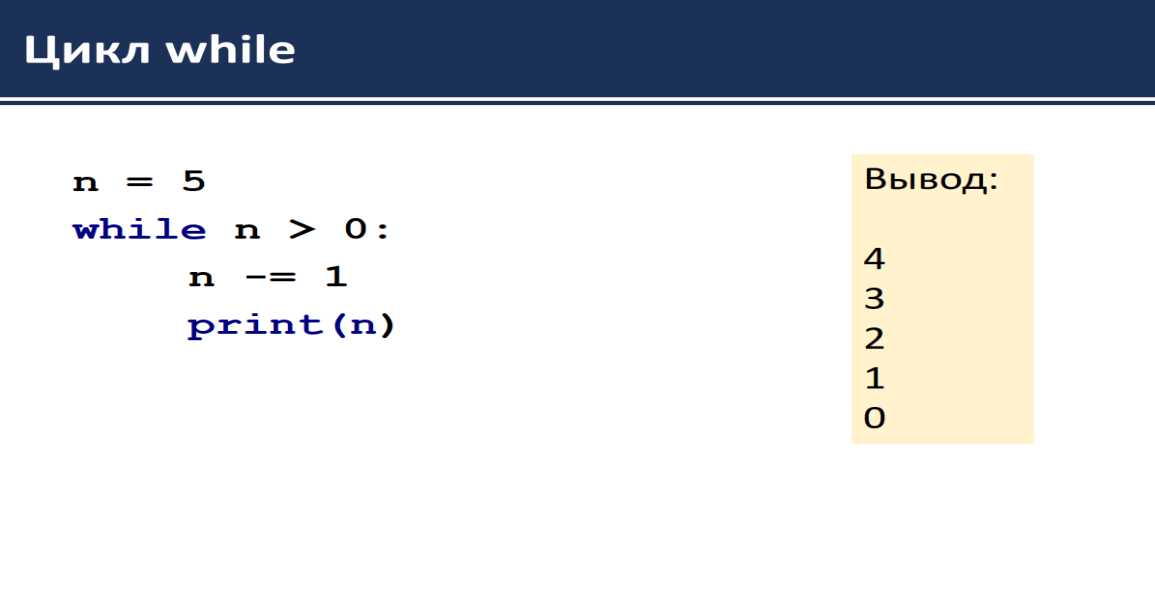 Цикл while
n = 5
while n > 0:
n -= 1
print(n)
Вывод:
4
3
2
1
0